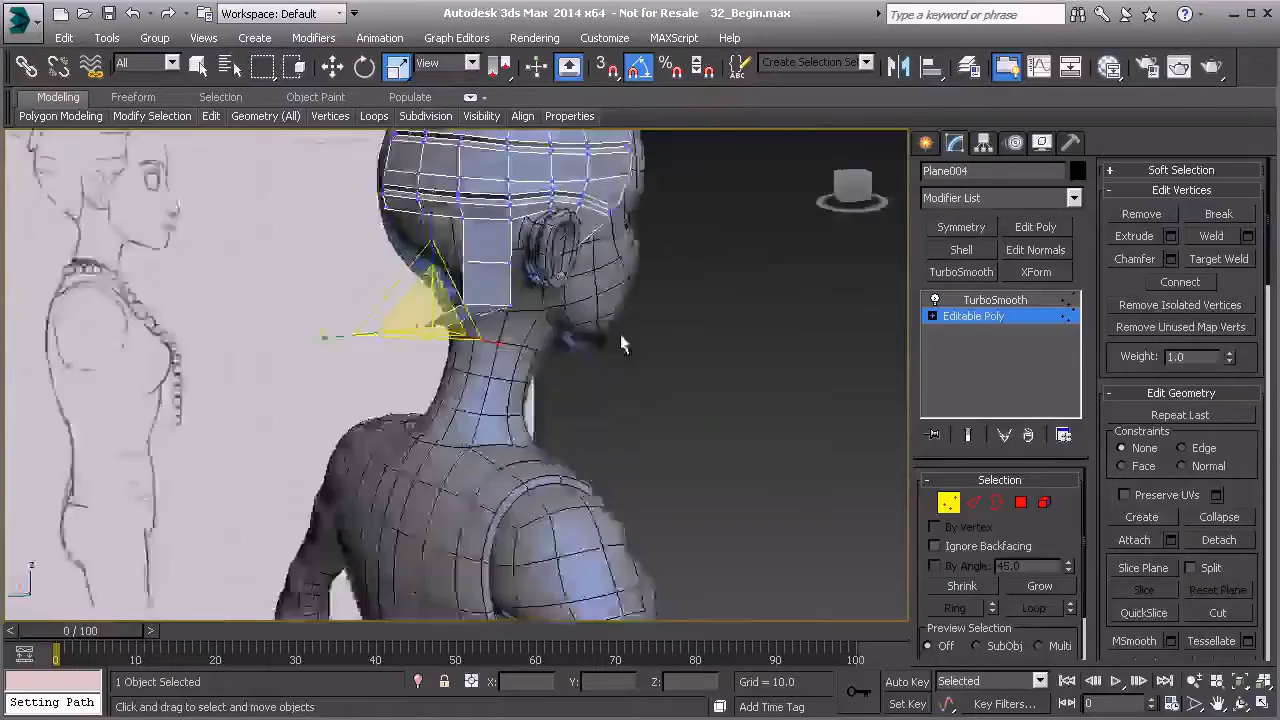 Workspace: Default
Autodesk 3ds Max 2014 x64 - Not for Resale 32_Begin.max
Type a keyword or phrase
Edit Tools Group Views Create Modifiers Animation Graph Editors Rendering Customize MAXScript Help
All View Create Selection Se
Modeling Freeform Selection Object Paint Populate
Polygon Modeling Modify Selection Edit Geometry (All) Vertices Loops Subdivision Visibility Align Properties
Plane004
Modifier List
Symmetry Edit Poly
Shell Edit Normals
TurboSmooth XForm
TurboSmooth
Editable Poly
Selection
By Vertex
Ignore Backfacing
By Angle: 45.0
Shrink Grow
Ring Loop
Preview Selection
Off SubObj Multi
Soft Selection
Edit Vertices
Remove Break
Extrude Weld
Chamfer Target Weld
Connect
Remove Isolated Vertices
Remove Unused Map Verts
Weight: 1.0
Edit Geometry
Repeat Last
Constraints
None Edge
Face Normal
Preserve UVs
Create Collapse
Attach Detach
Slice Plane Split
Slice Reset Plane
QuickSlice Cut
MSmooth Tessellate
z
< 0 / 100 >
0 10 20 30 40 50 60 70 80 90 100
1 Object Selected X: Y: Z: Grid = 10.0 Auto Key Selected
Setting Path Click and drag to select and move objects Add Time Tag Set Key Key Filters... 0